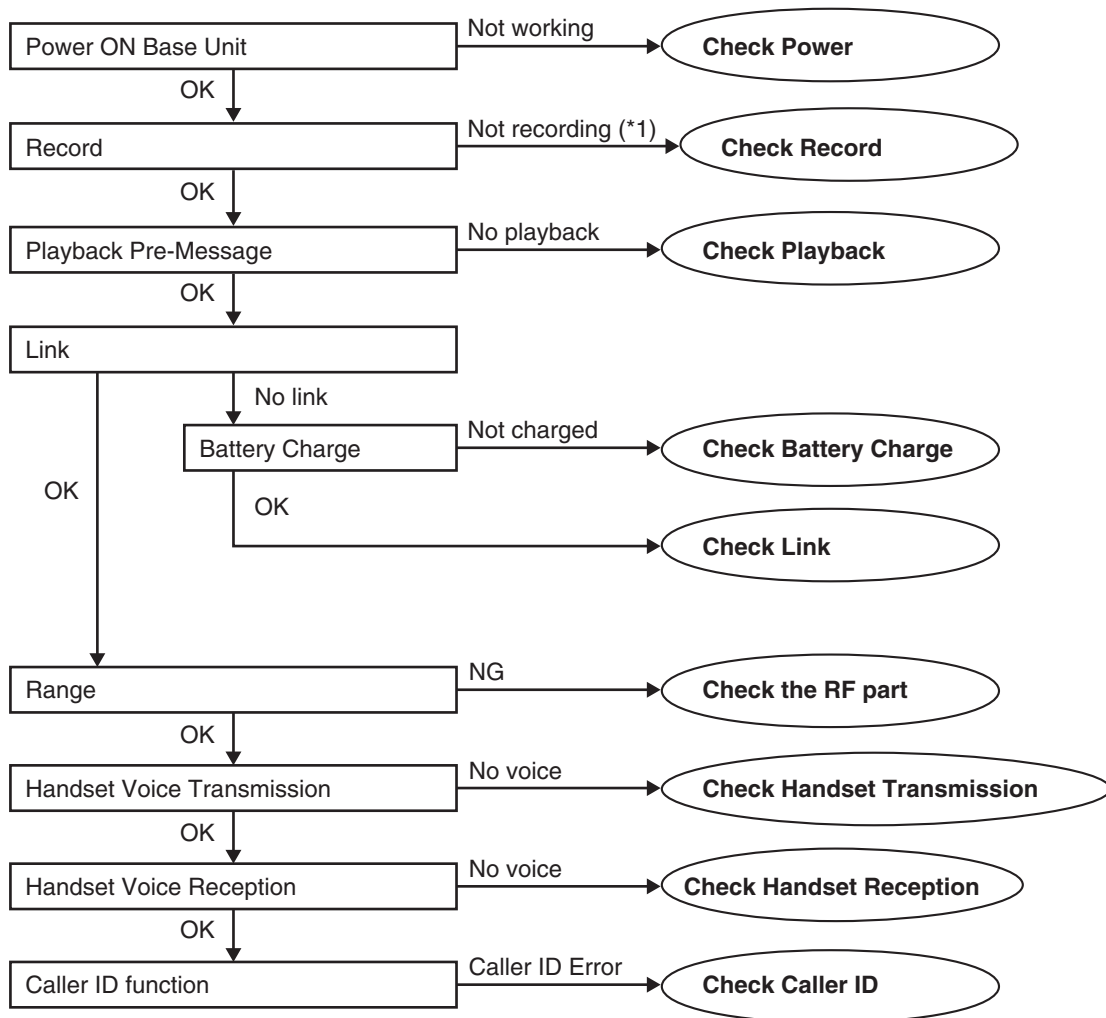 Power ON Base Unit
Not working
Check Power
OK
Record
Not recording (*1)
Check Record
OK
Playback Pre-Message
No playback
Check Playback
OK
Link
No link
Battery Charge
Not charged
Check Battery Charge
OK
OK
Check Link
Range
NG
Check the RF part
OK
Handset Voice Transmission
No voice
Check Handset Transmission
OK
Handset Voice Reception
No voice
Check Handset Reception
OK
Caller ID function
Caller ID Error
Check Caller ID